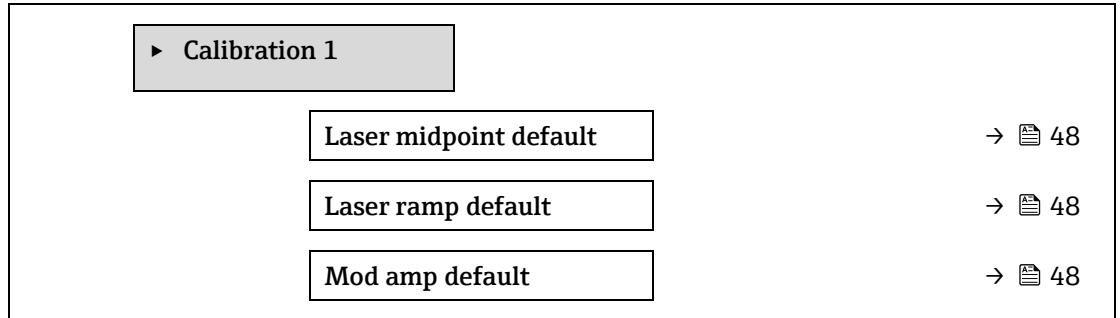 ▸ Calibration 1
Laser midpoint default → 48
Laser ramp default → 48
Mod amp default → 48